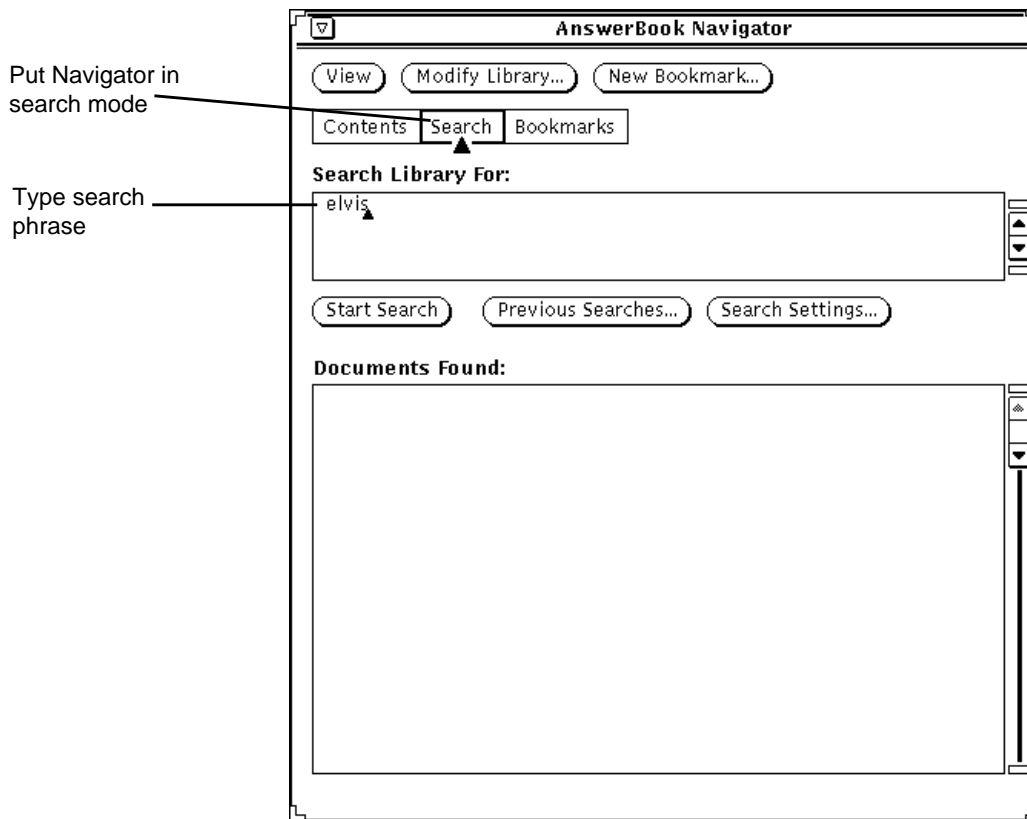 AnswerBook Navigator
View Modify Library... New Bookmark...
Put Navigator in
search mode
Contents Search Bookmarks
Search Library For:
Type search
phrase
elvis
Start Search Previous Searches... Search Settings...
Documents Found: